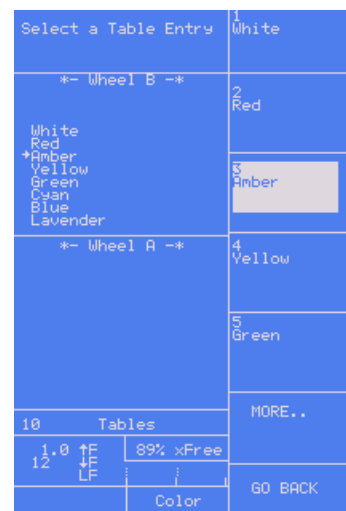 Select a Table Entry
*- Wheel B -*
White
Red
→Amber
Yellow
Green
Cyan
Blue
Lavender
*- Wheel A -*
10 Tables
1.0 ↑F
12 ↓F
LF
89% xFree
Color
1
White
2
Red
3
Amber
4
Yellow
5
Green
MORE..
GO BACK